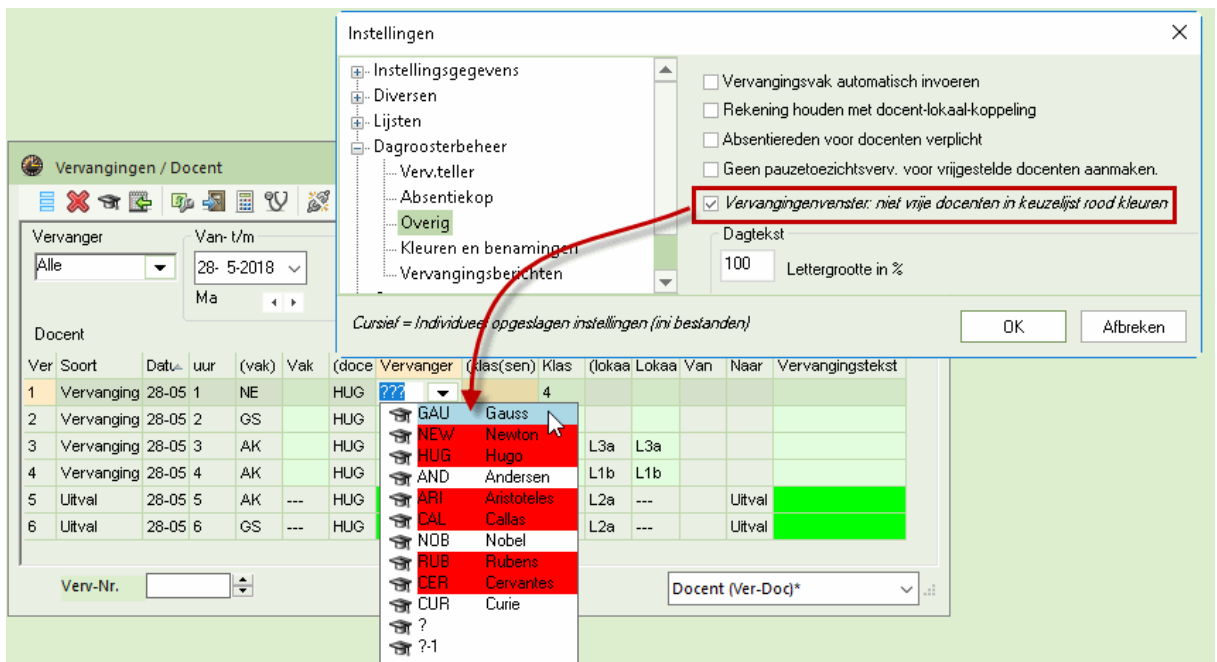 Instellingen
Instellingsgegevens
Diversen
Lijsten
Dagroosterbeheer
Verv.teller
Absentiekop
Overig
Kleuren en benamingen
Vervangingsberichten
Vervangingsvak automatisch invoeren
Rekening houden met docent-lokaal-koppeling
Absentiereden voor docenten verplicht
Geen pauzetoezichtsverv. voor vrijgestelde docenten aanmaken.
Vervangingenvenster: niet vrije docenten in keuzelijst rood kleuren
Dagtekst
100 Lettergrootte in %
Cursief = Individueel opgeslagen instellingen (ini bestanden)
OK Afbreken
Vervangingen / Docent
Vervanger Van- t/m
Alle 28- 5-2018
Ma
Docent
Ver Soort Datu uur (vak) Vak (doce Vervanger (klas(sen) Klas (lokaa Lokaa Van Naar Vervangingstekst
1 Vervanging 28-05 1 NE HUG ??? 4
2 Vervanging 28-05 2 GS HUG
3 Vervanging 28-05 3 AK HUG L3a L3a
4 Vervanging 28-05 4 AK HUG L1b L1b
5 Uitval 28-05 5 AK --- HUG L2a --- Uitval
6 Uitval 28-05 6 GS --- HUG L2a --- Uitval
GAU Gauss
NEW Newton
HUG Hugo
AND Andersen
ARI Aristoteles
CAL Callas
NOB Nobel
RUB Rubens
CER Cervantes
CUR Curie
?
?-1
Verv-Nr.
Docent (Ver-Doc)*